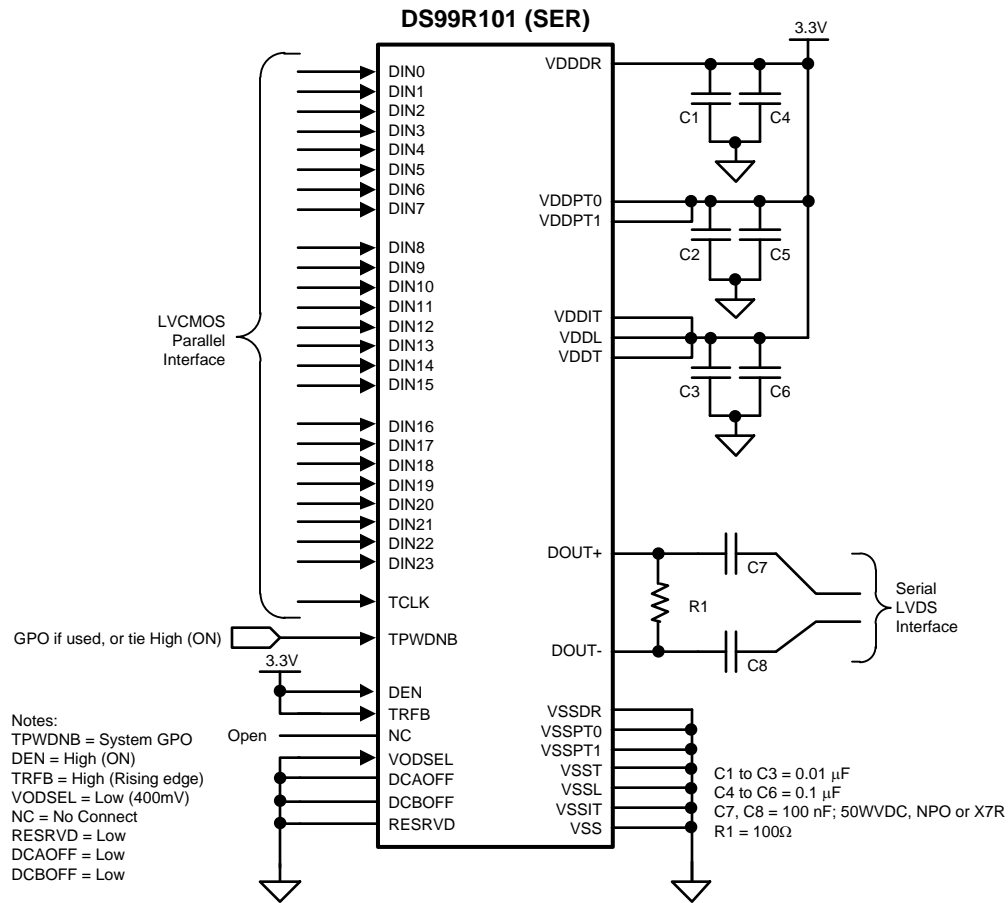 DS99R101 (SER)
3.3V
DIN0
DIN1
DIN2
DIN3
DIN4
DIN5
DIN6
DIN7
DIN8
DIN9
DIN10
DIN11
DIN12
DIN13
DIN14
DIN15
DIN16
DIN17
DIN18
DIN19
DIN20
DIN21
DIN22
DIN23
TCLK
TPWDNB
DEN
TRFB
NC
VODSEL
DCAOFF
DCBOFF
RESRVD
LVCMOS
Parallel
Interface
GPO if used, or tie High (ON)
3.3V
Open
Notes:
TPWDNB = System GPO
DEN = High (ON)
TRFB = High (Rising edge)
VODSEL = Low (400mV)
NC = No Connect
RESRVD = Low
DCAOFF = Low
DCBOFF = Low
VDDDR
C1
C4
VDDPT0
VDDPT1
C2
C5
VDDIT
VDDL
VDDT
C3
C6
DOUT+
C7
R1
DOUT-
C8
Serial
LVDS
Interface
VSSDR
VSSPT0
VSSPT1
VSST
VSSL
VSSIT
VSS
C1 to C3 = 0.01 μF
C4 to C6 = 0.1 μF
C7, C8 = 100 nF; 50WVDC, NPO or X7R
R1 = 100Ω